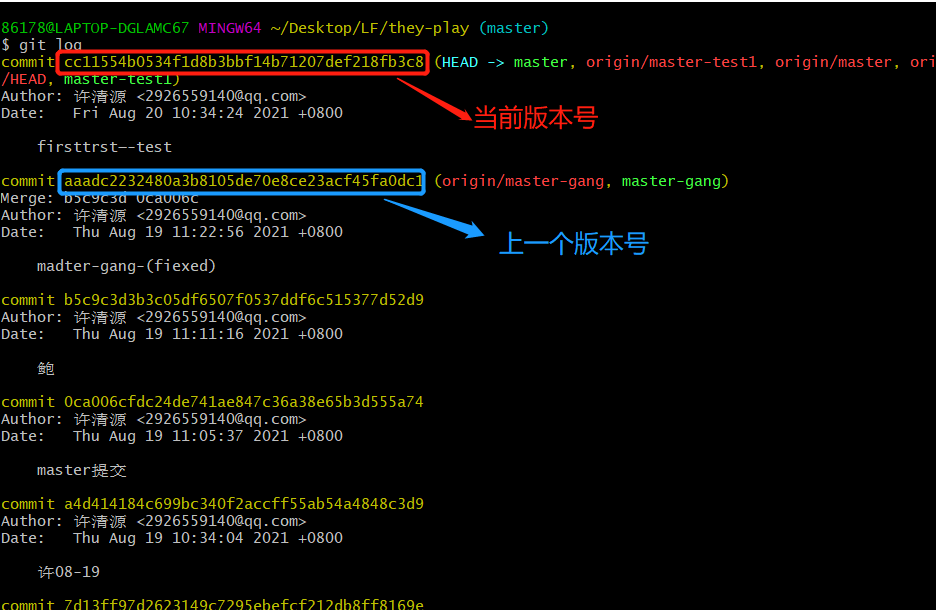 86178@LAPTOP-DGLAMC67 MINGW64 ~/Desktop/LF/they-play (master)
$ git log
commit cc11554b0534f1d8b3bbf14b71207def218fb3c8 (HEAD -> master, origin/master-test1, origin/master, ori
/HEAD, master-test1)
Author: 许清源 <2926559140@qq.com>
Date:   Fri Aug 20 10:34:24 2021 +0800
当前版本号
firsttrst--test
commit aaadc2232480a3b8105de70e8ce23acf45fa0dc1 (origin/master-gang, master-gang)
Merge: b5c9c3d 0ca006c
Author: 许清源 <2926559140@qq.com>
Date:   Thu Aug 19 11:22:56 2021 +0800
上一个版本号
madter-gang-(fiexed)
commit b5c9c3d3b3c05df6507f0537ddf6c515377d52d9
Author: 许清源 <2926559140@qq.com>
Date:   Thu Aug 19 11:11:16 2021 +0800
鲍
commit 0ca006cfdc24de741ae847c36a38e65b3d555a74
Author: 许清源 <2926559140@qq.com>
Date:   Thu Aug 19 11:05:37 2021 +0800
master提交
commit a4d414184c699bc340f2accff55ab54a4848c3d9
Author: 许清源 <2926559140@qq.com>
Date:   Thu Aug 19 10:34:04 2021 +0800
许08-19
commit 7d13ff97d2623149c7295ebefcf212db8ff8169e